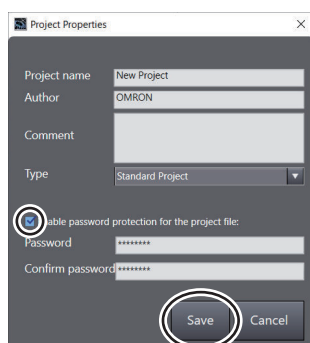 Project Properties
Project name New Project
Author OMRON
Comment
Type Standard Project
able password protection for the project file:
Password ********
Confirm password ********
Save Cancel